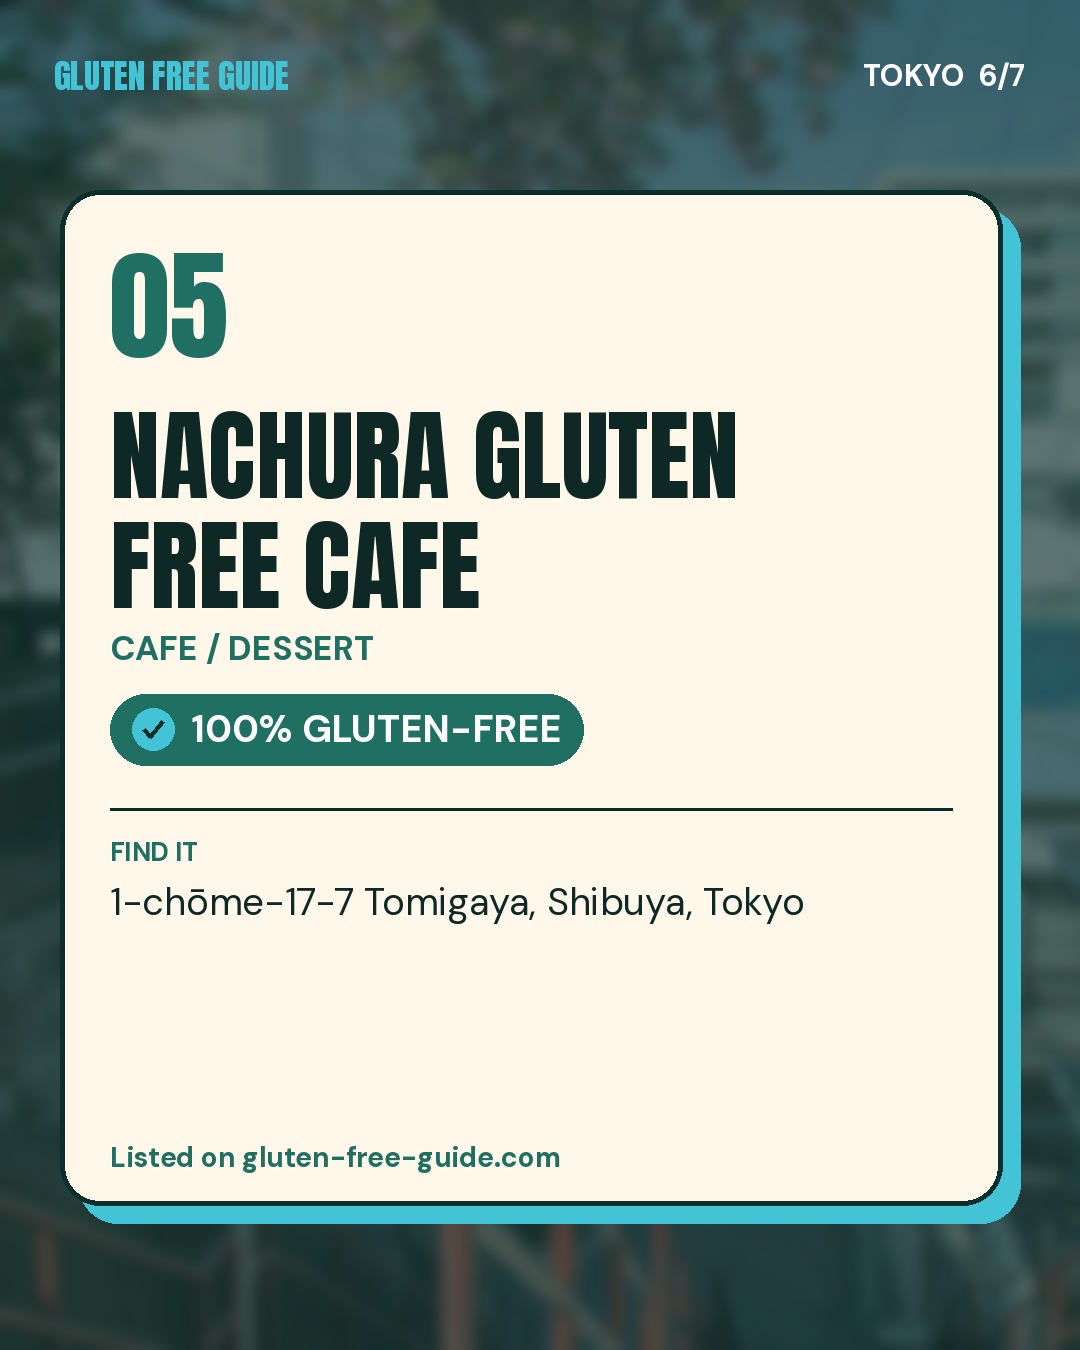 GLUTEN FREE GUIDE
TOKYO 6/7
05
NACHURA GLUTEN
FREE CAFE
CAFE / DESSERT
100% GLUTEN-FREE
FIND IT
1-chōme-17-7 Tomigaya, Shibuya, Tokyo
Listed on gluten-free-guide.com